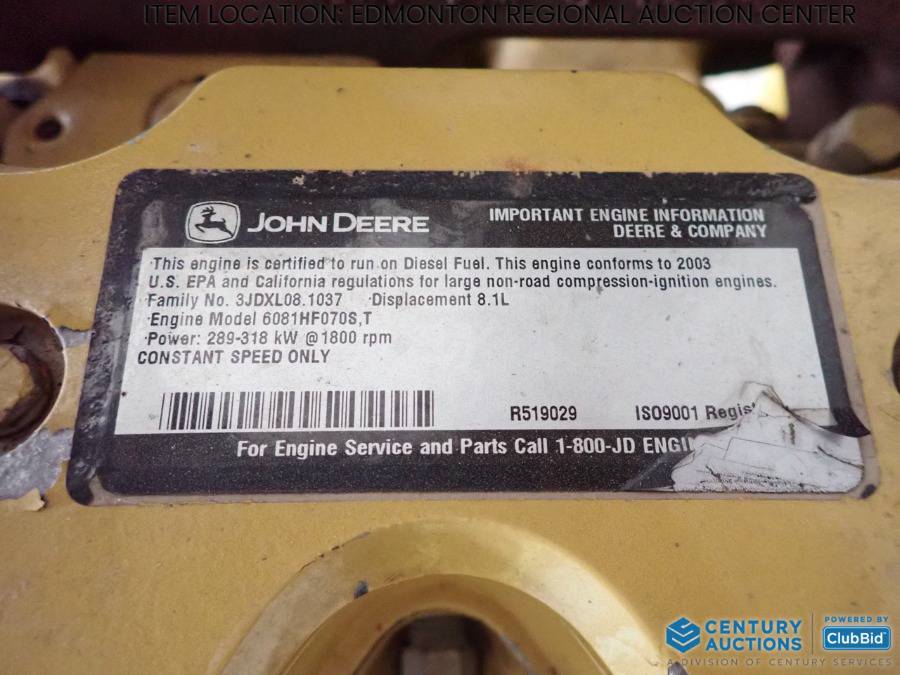 ITEM LOCATION: EDMONTON REGIONAL AUCTION CENTER
JOHN DEERE
IMPORTANT ENGINE INFORMATION
DEERE & COMPANY
This engine is certified to run on Diesel Fuel. This engine conforms to 2003
U.S. EPA and California regulations for large non-road compression-ignition engines.
Family No. 3JDXL08.1037 Displacement 8.1L
Engine Model 6081HF070S,T
Power: 289-318 kW @ 1800 rpm
CONSTANT SPEED ONLY
R519029 ISO9001
For Engine Service and Parts Call 1-800-JD
CENTURY AUCTIONS
A DIVISION OF CENTURY SERVICES
POWERED BY
ClubBid